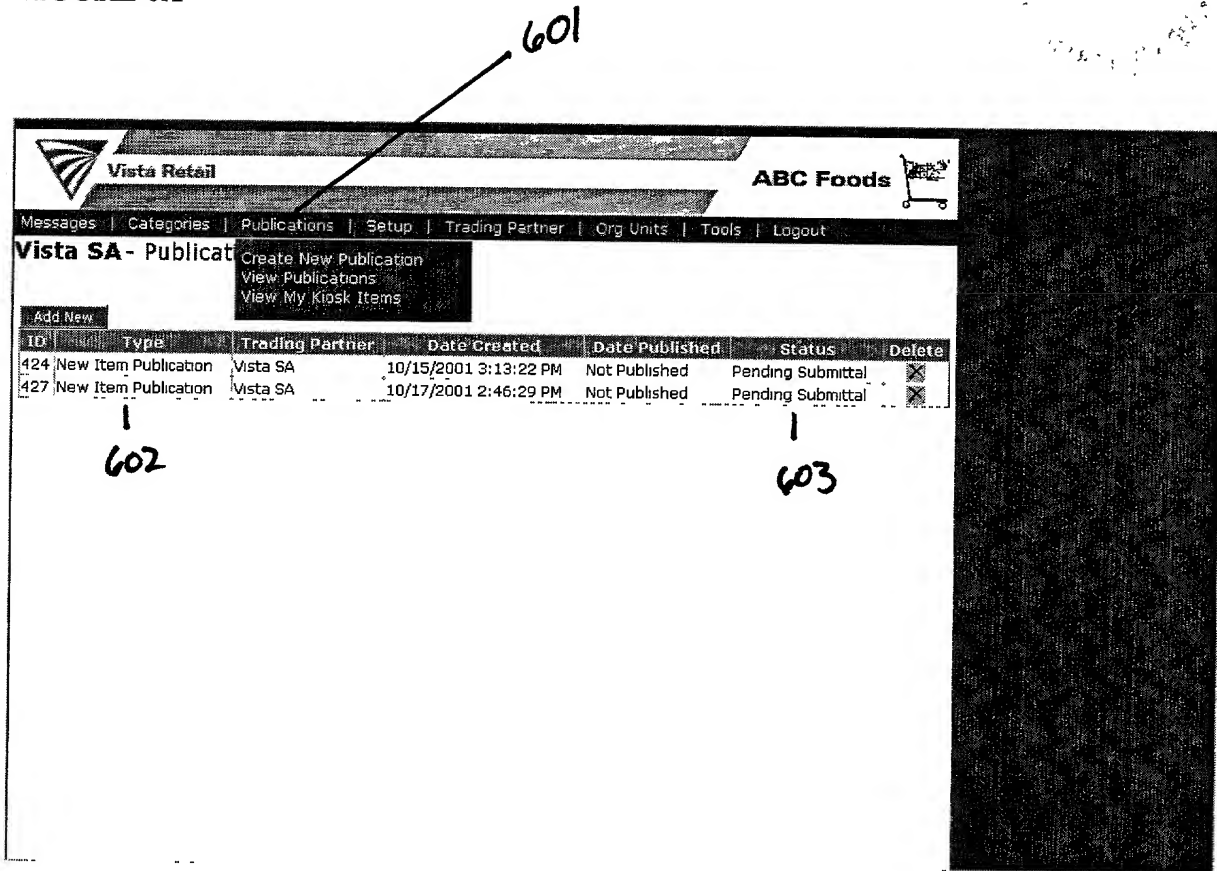 601
Vista Retail
ABC Foods
Messages | Categories | Publications | Setup | Trading Partner | Org Units | Tools | Logout
Vista SA - Publicati
Create New Publication
View Publications
View My Kiosk Items
Add New
ID Type Trading Partner Date Created Date Published Status Delete
424 New Item Publication Vista SA 10/15/2001 3:13:22 PM Not Published Pending Submittal X
427 New Item Publication Vista SA 10/17/2001 2:46:29 PM Not Published Pending Submittal X
602
603